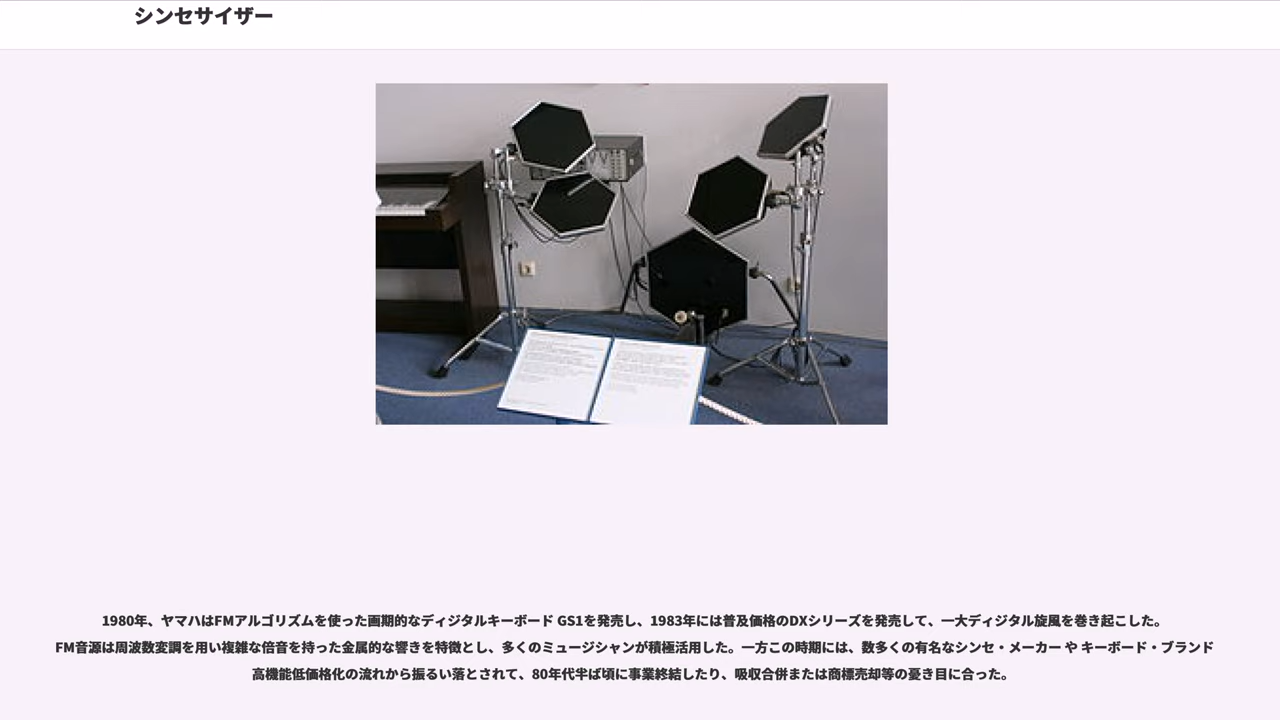 シンセサイザー
1980年、ヤマハはFMアルゴリズムを使った画期的なディジタルキーボード GS1を発売し、1983年には普及価格のDXシリーズを発売して、一大ディジタル旋風を巻き起こした。
FM音源は周波数変調を用い複雑な倍音を持った金属的な響きを特徴とし、多くのミュージシャンが積極活用した。一方この時期には、数多くの有名なシンセ・メーカー や キーボード・ブランド
高機能低価格化の流れから振るい落とされて、80年代半ば頃に事業終結したり、吸収合併または商標売却等の憂き目に合った。